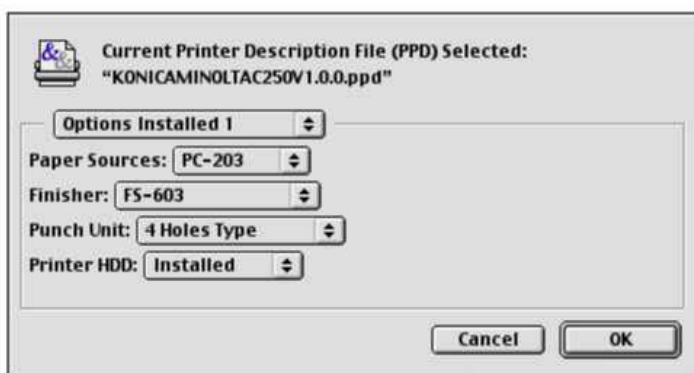 Current Printer Description File (PPD) Selected:
"KONICAMINOLTAC250V1.0.0.ppd"
Options Installed 1
Paper Sources: PC-203
Finisher: FS-603
Punch Unit: 4 Holes Type
Printer HDD: Installed
Cancel OK